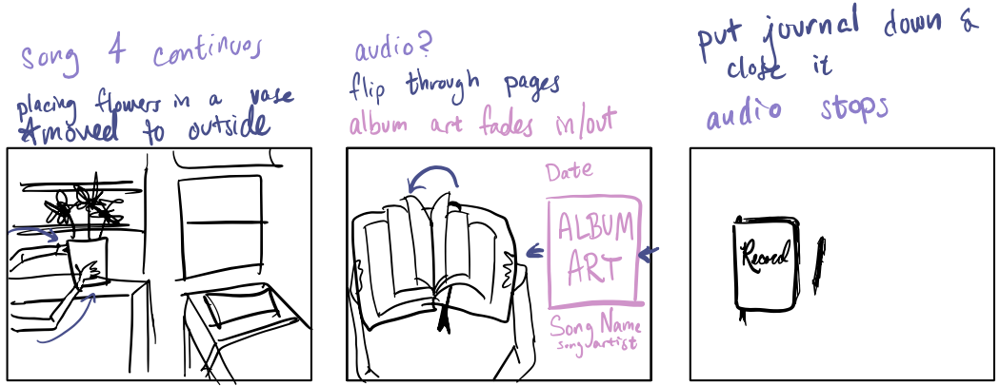 song 4 continuos
placing flowers in a vase
*moved to outside
audio?
flip through pages
album art fades in/out
Date
ALBUM
ART
Song Name
song artist
put journal down &
close it
audio stops
Record